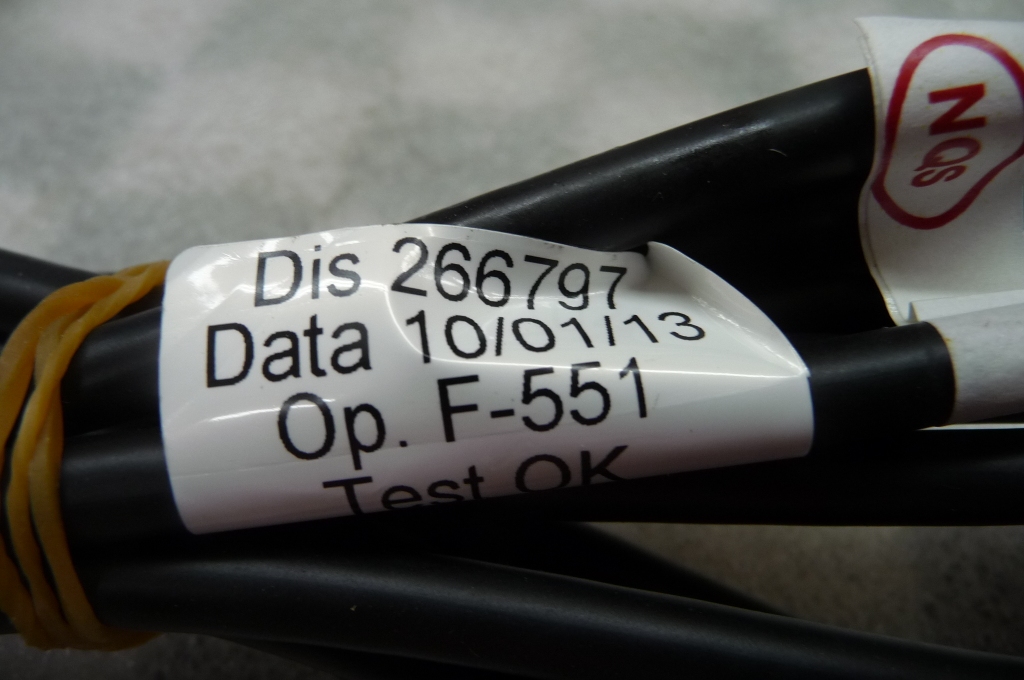 Dis 266797
Data 10/01/13
Op. F-551
Test OK
NQS